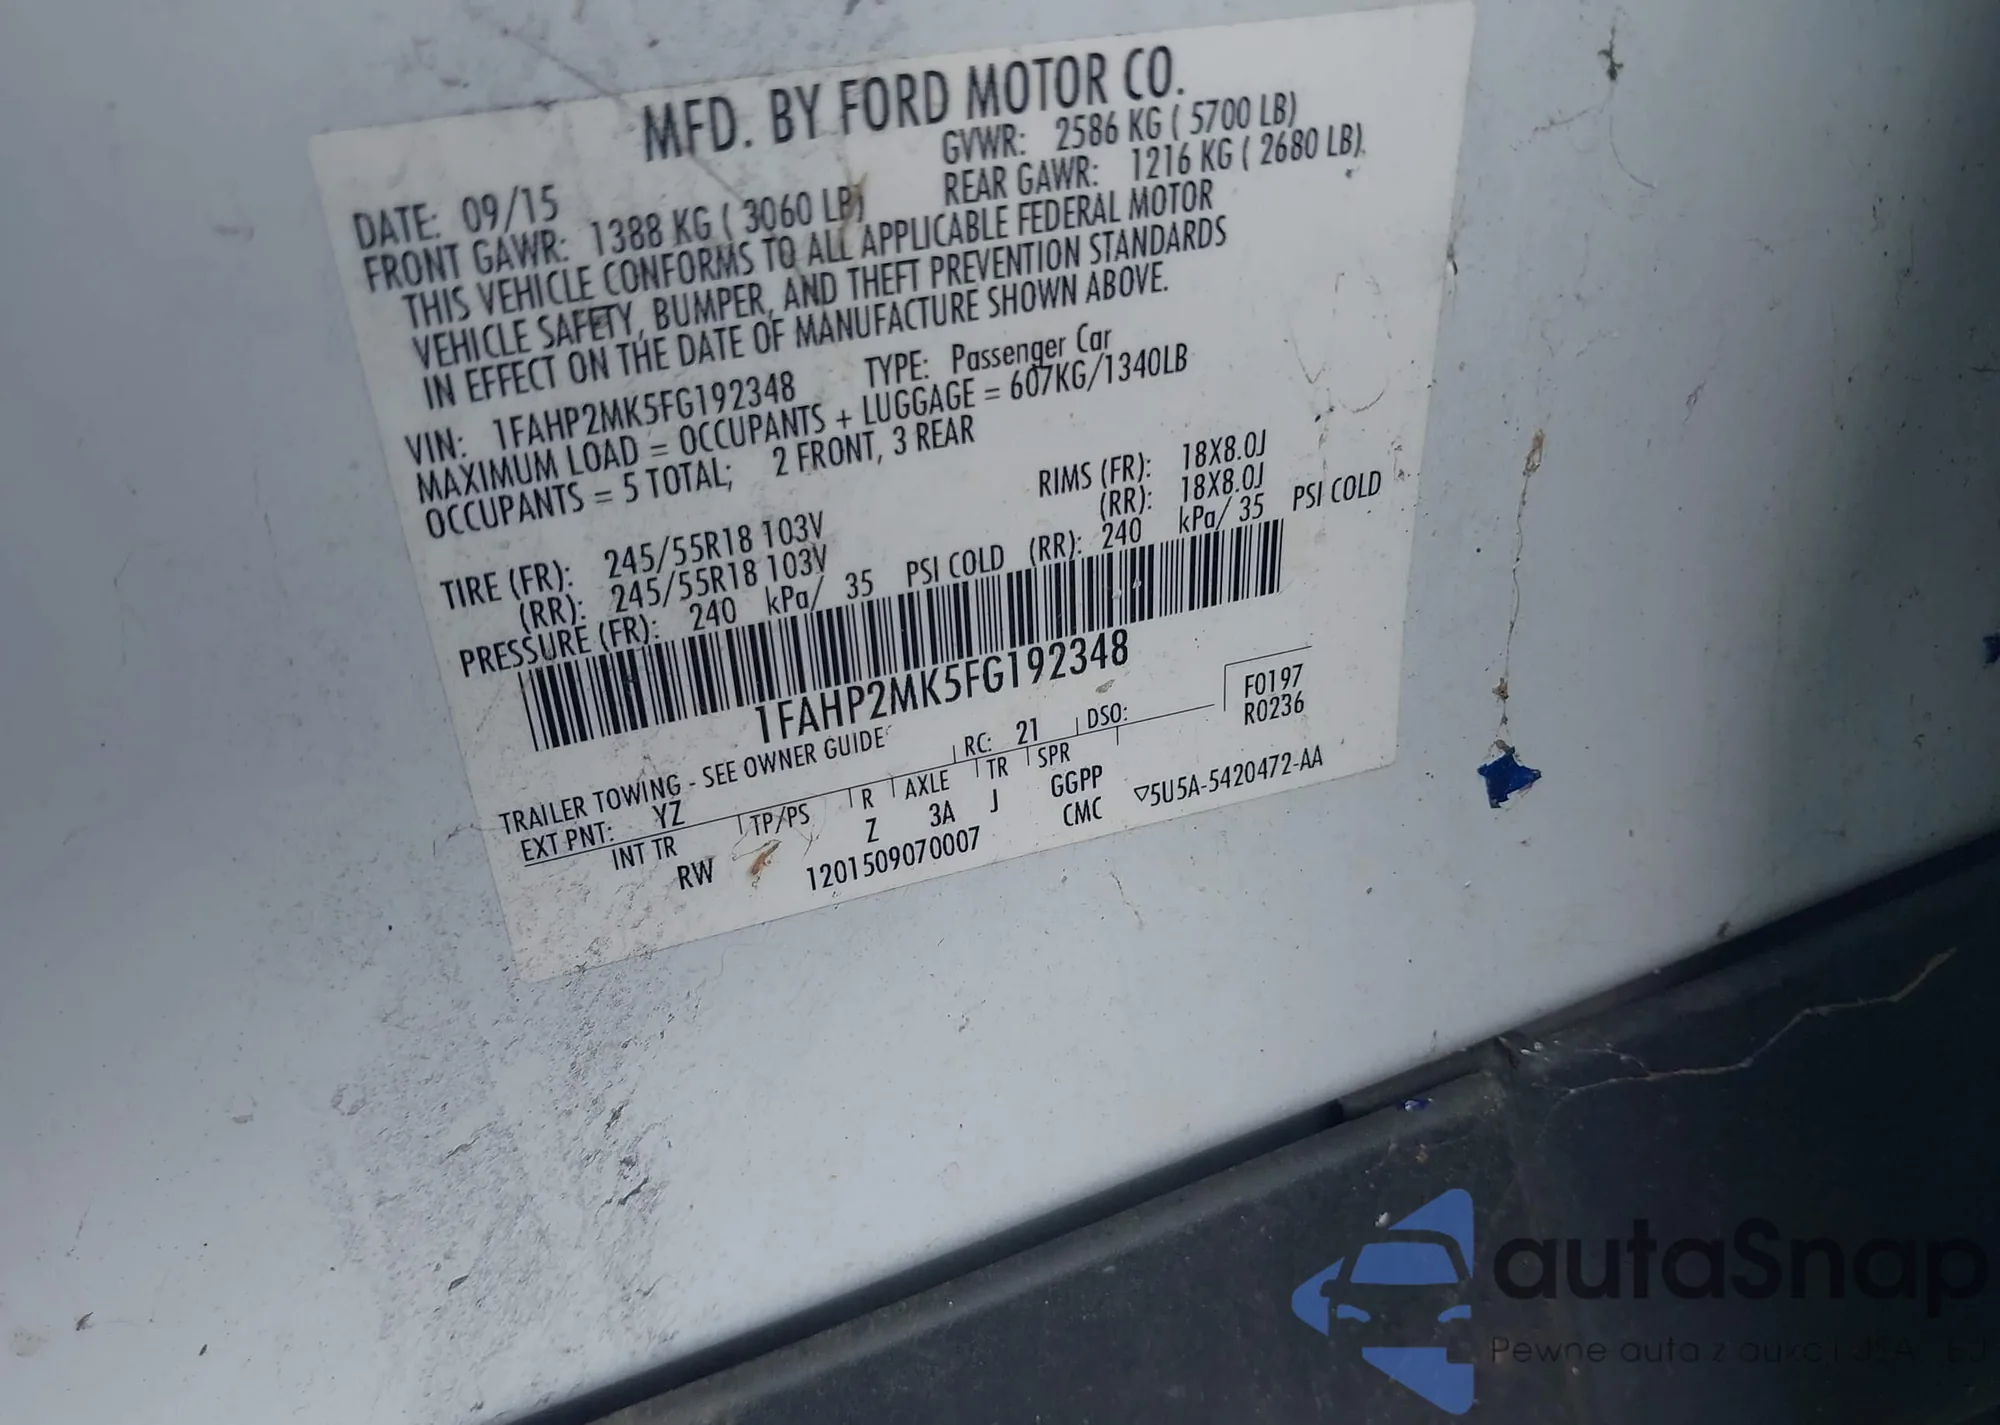 MFD. BY FORD MOTOR CO.
DATE: 09/15 GVWR: 2586 KG ( 5700 LB)
FRONT GAWR: 1388 KG ( 3060 LB) REAR GAWR: 1216 KG ( 2680 LB)
THIS VEHICLE CONFORMS TO ALL APPLICABLE FEDERAL MOTOR
VEHICLE SAFETY, BUMPER, AND THEFT PREVENTION STANDARDS
IN EFFECT ON THE DATE OF MANUFACTURE SHOWN ABOVE.
VIN: 1FAHP2MK5FG192348 TYPE: Passenger Car
MAXIMUM LOAD = OCCUPANTS + LUGGAGE = 607KG/1340LB
OCCUPANTS = 5 TOTAL; 2 FRONT, 3 REAR
TIRE (FR): 245/55R18 103V RIMS (FR): 18X8.0J
(RR): 245/55R18 103V (RR): 18X8.0J
PRESSURE (FR): 240 kPa/ 35 PSI COLD (RR): 240 kPa/ 35 PSI COLD
1FAHP2MK5FG192348
TRAILER TOWING - SEE OWNER GUIDE F0197
EXT PNT: YZ RC: 21 DSO: R0236
INT TR TP/PS R AXLE TR SPR
RW Z 3A J GGPP ▽5U5A-5420472-AA
1201509070007 CMC
autaSnap
Pewne auta z aukcji